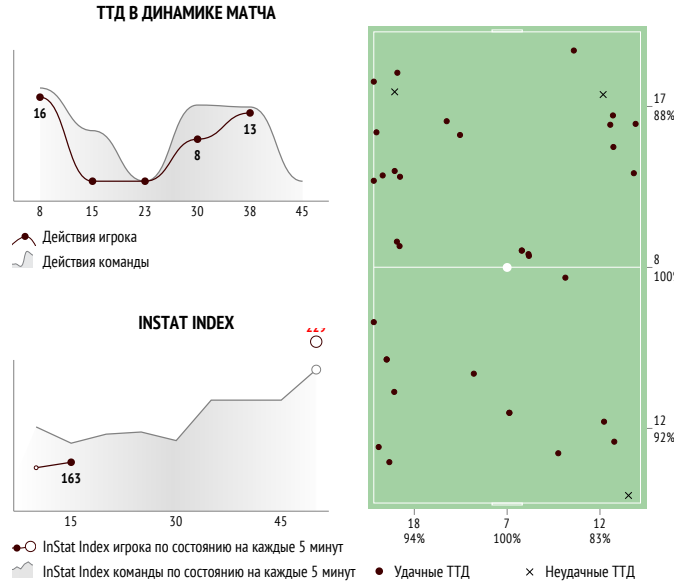 ТТД В ДИНАМИКЕ МАТЧА
16
8
13
8 15 23 30 38 45
Действия игрока
Действия команды
INSTAT INDEX
163
15 30 45
InStat Index игрока по состоянию на каждые 5 минут
InStat Index команды по состоянию на каждые 5 минут
17
88%
8
100%
12
92%
18 7 12
94% 100% 83%
Удачные ТТД Неудачные ТТД